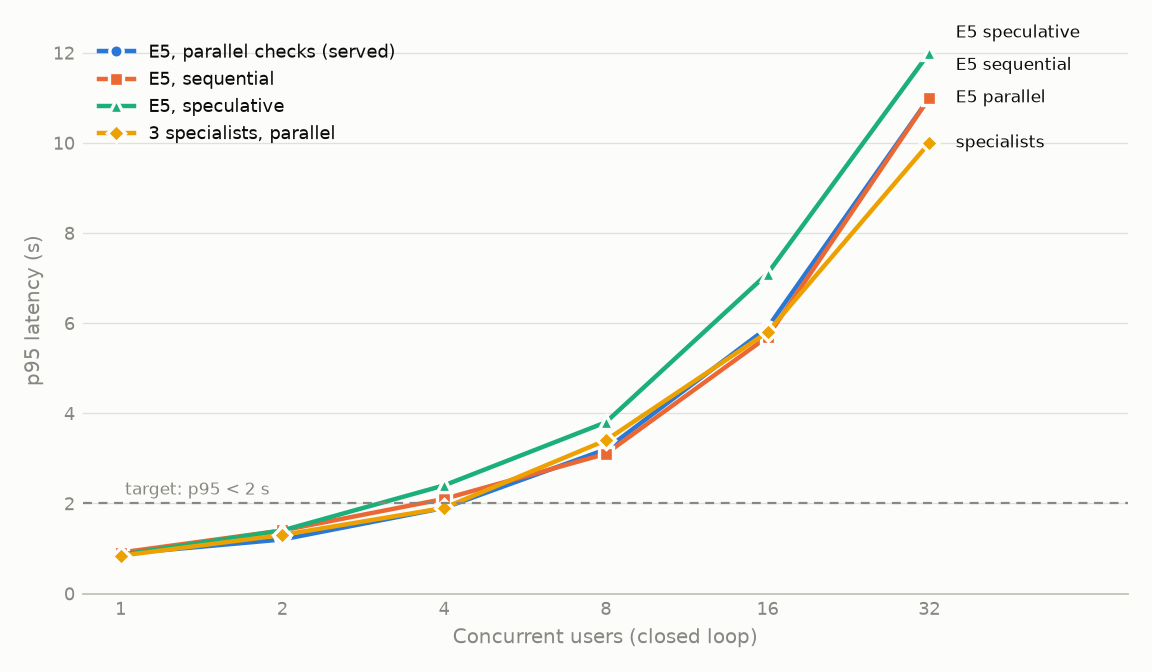 E5, parallel checks (served)
E5, sequential
E5, speculative
3 specialists, parallel
E5 speculative
E5 sequential
E5 parallel
specialists
target: p95 < 2 s
p95 latency (s)
12
10
8
6
4
2
0
1 2 4 8 16 32
Concurrent users (closed loop)